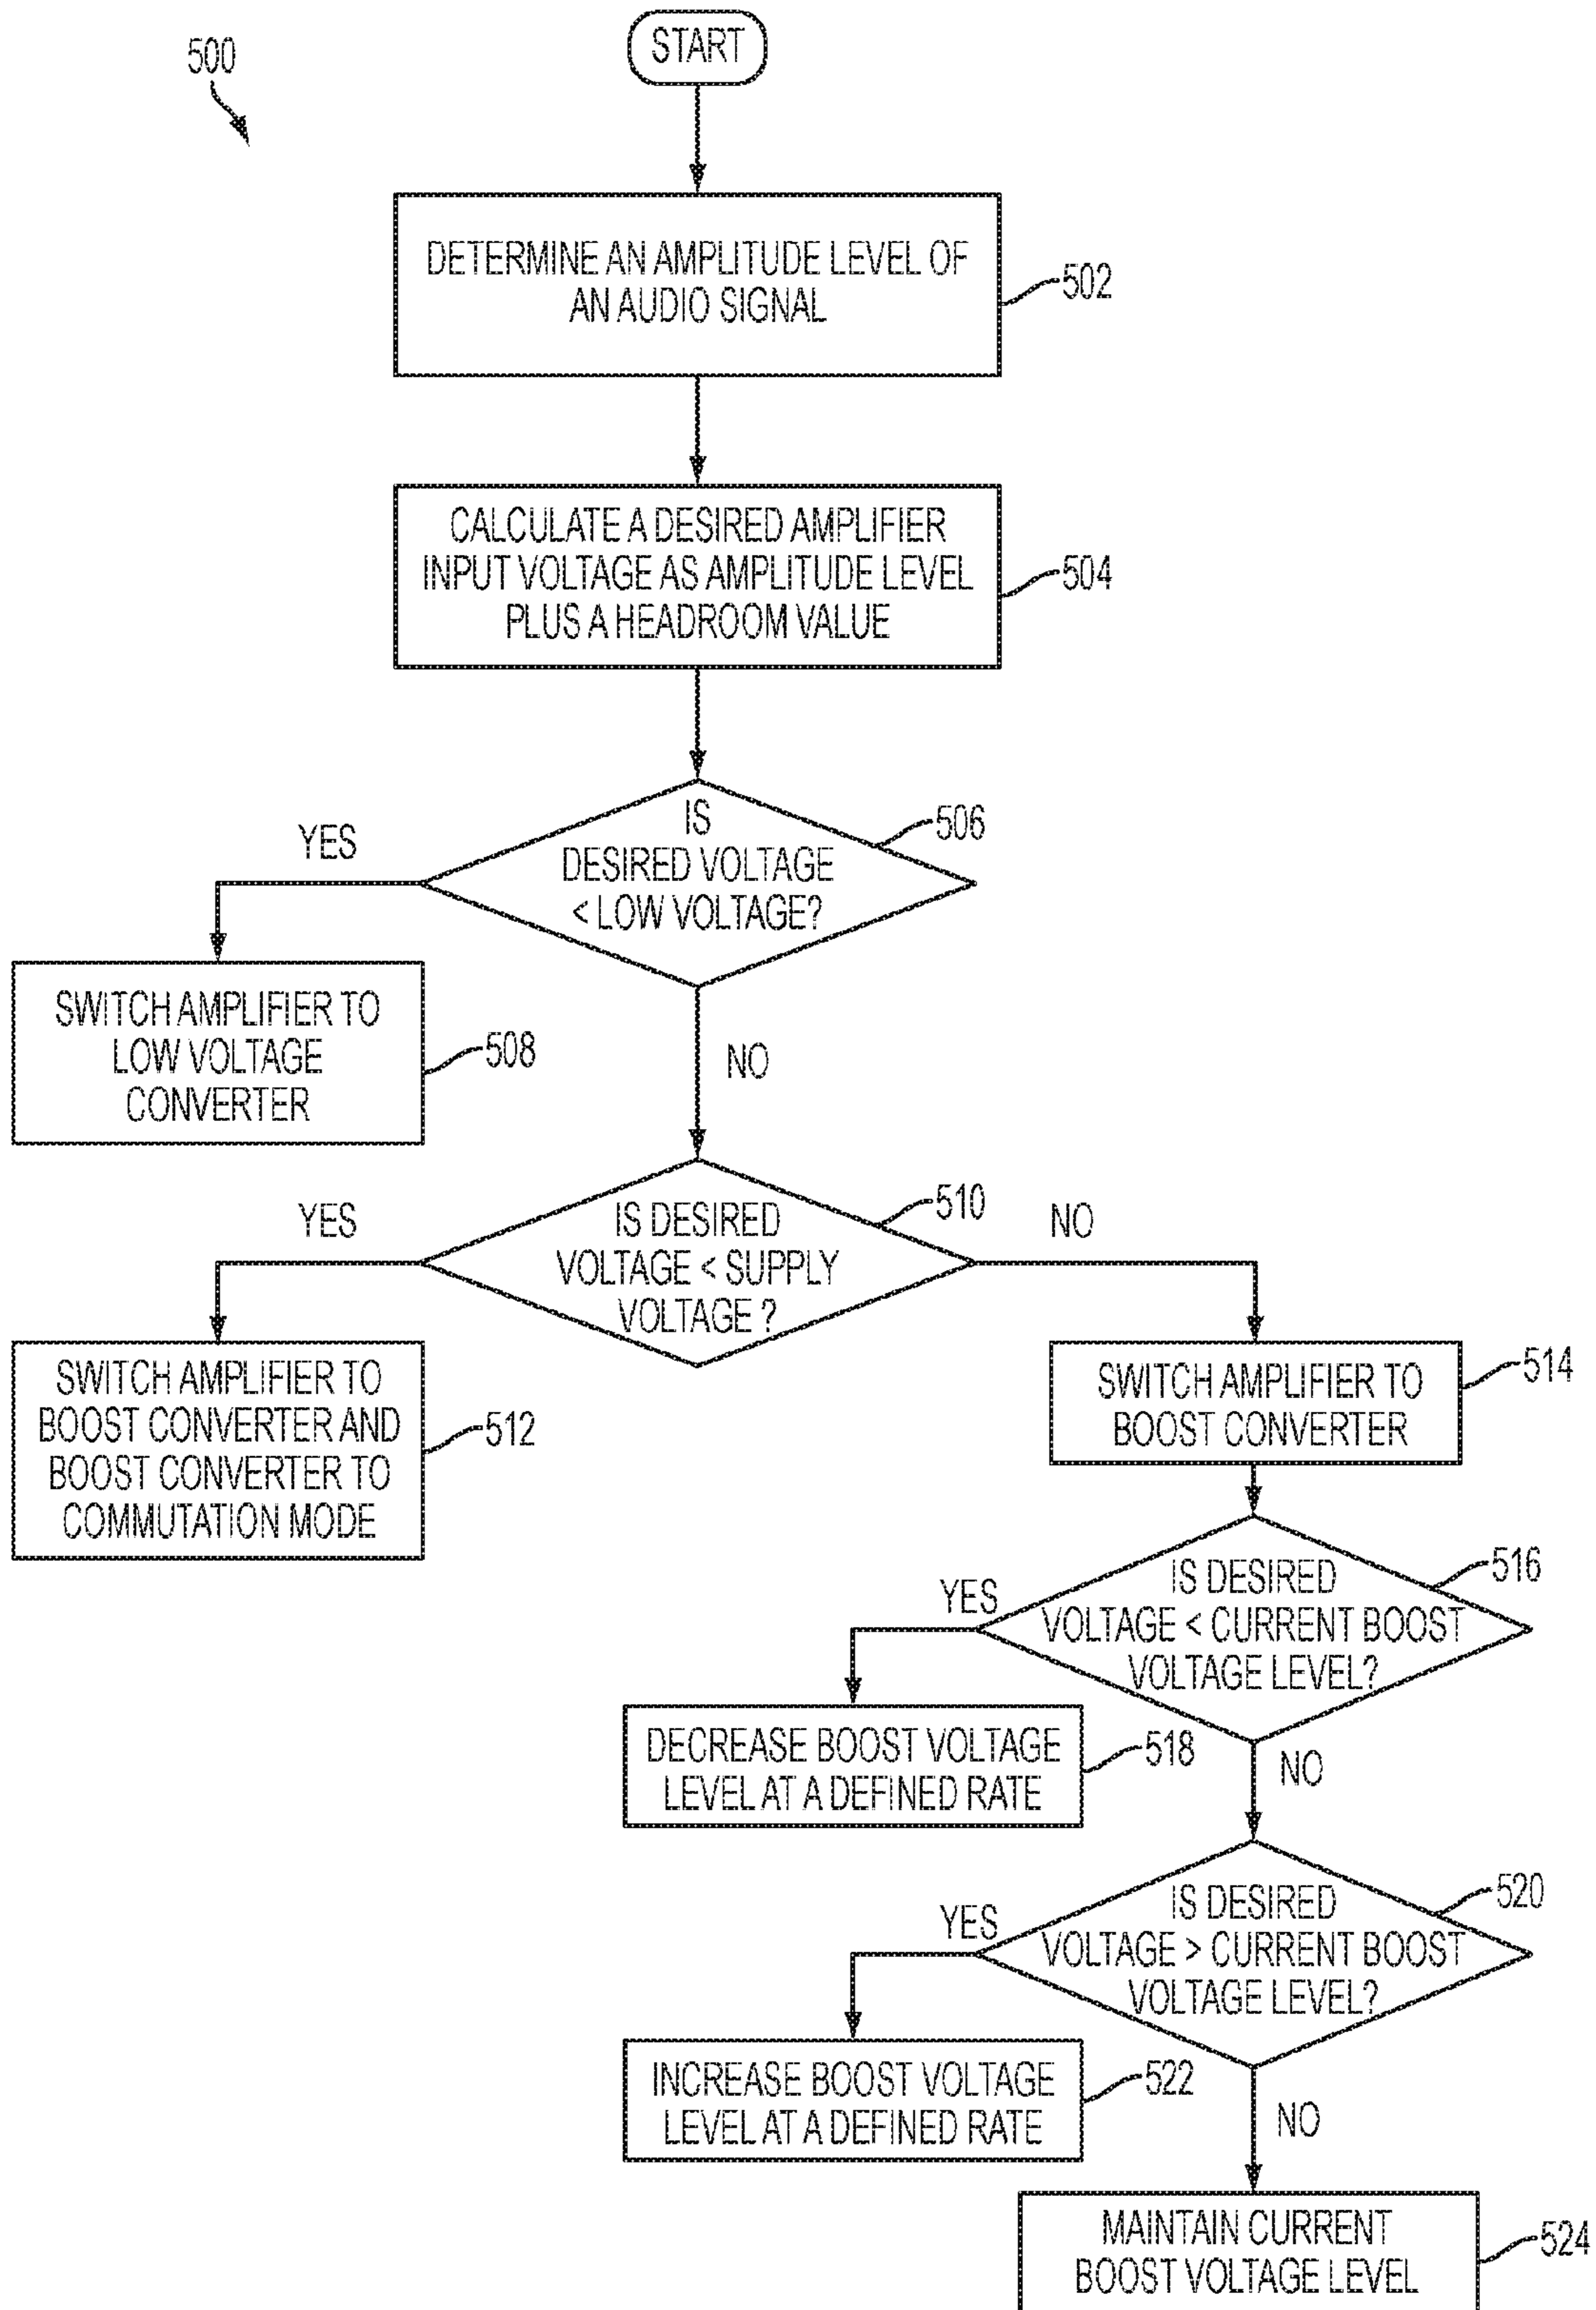 500
START
DETERMINE AN AMPLITUDE LEVEL OF
AN AUDIO SIGNAL
502
CALCULATE A DESIRED AMPLIFIER
INPUT VOLTAGE AS AMPLITUDE LEVEL
PLUS A HEADROOM VALUE
504
IS
DESIRED VOLTAGE
< LOW VOLTAGE?
506
YES
SWITCH AMPLIFIER TO
LOW VOLTAGE
CONVERTER
508
NO
IS DESIRED
VOLTAGE < SUPPLY
VOLTAGE ?
510
YES
NO
SWITCH AMPLIFIER TO
BOOST CONVERTER AND
BOOST CONVERTER TO
COMMUTATION MODE
512
SWITCH AMPLIFIER TO
BOOST CONVERTER
514
IS DESIRED
VOLTAGE < CURRENT BOOST
VOLTAGE LEVEL?
516
YES
DECREASE BOOST VOLTAGE
LEVEL AT A DEFINED RATE
518
NO
IS DESIRED
VOLTAGE > CURRENT BOOST
VOLTAGE LEVEL?
520
YES
INCREASE BOOST VOLTAGE
LEVEL AT A DEFINED RATE
522
NO
MAINTAIN CURRENT
BOOST VOLTAGE LEVEL
524